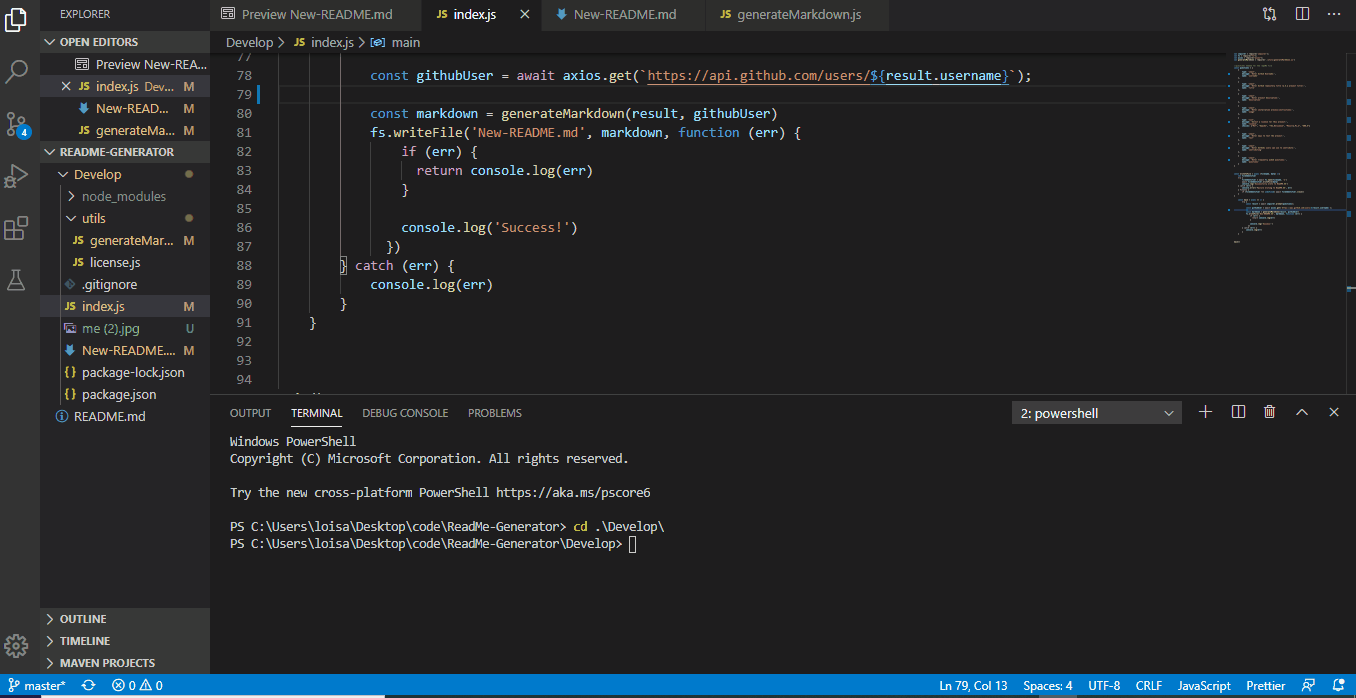 EXPLORER
OPEN EDITORS
Preview New-REA...
JS index.js Dev... M
New-READ... M
JS generateMa... M
README-GENERATOR
Develop
node_modules
utils
JS generateMar... M
JS license.js
.gitignore
JS index.js M
me (2).jpg U
New-README.... M
{} package-lock.json
{} package.json
README.md
OUTLINE
TIMELINE
MAVEN PROJECTS
4
Preview New-README.md
JS index.js
New-README.md
JS generateMarkdown.js
Develop > JS index.js > main
77
78 const githubUser = await axios.get(`https://api.github.com/users/${result.username}`);
79
80 const markdown = generateMarkdown(result, githubUser)
81 fs.writeFile('New-README.md', markdown, function (err) {
82 if (err) {
83 return console.log(err)
84 }
85
86 console.log('Success!')
87 })
88 } catch (err) {
89 console.log(err)
90 }
91 }
92
93
94
OUTPUT TERMINAL DEBUG CONSOLE PROBLEMS
2: powershell
Windows PowerShell
Copyright (C) Microsoft Corporation. All rights reserved.
Try the new cross-platform PowerShell https://aka.ms/pscore6
PS C:\Users\loisa\Desktop\code\ReadMe-Generator> cd .\Develop\
PS C:\Users\loisa\Desktop\code\ReadMe-Generator\Develop>
master* 0 0 Ln 79, Col 13 Spaces: 4 UTF-8 CRLF JavaScript Prettier